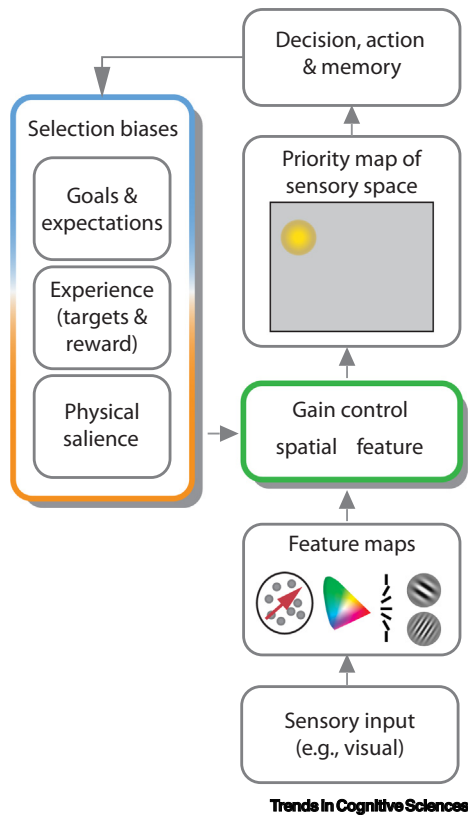 Decision, action
& memory
Selection biases
Goals &
expectations
Experience
(targets &
reward)
Physical
salience
Priority map of
sensory space
Gain control
spatial feature
Feature maps
Sensory input
(e.g., visual)
Trends in Cognitive Sciences